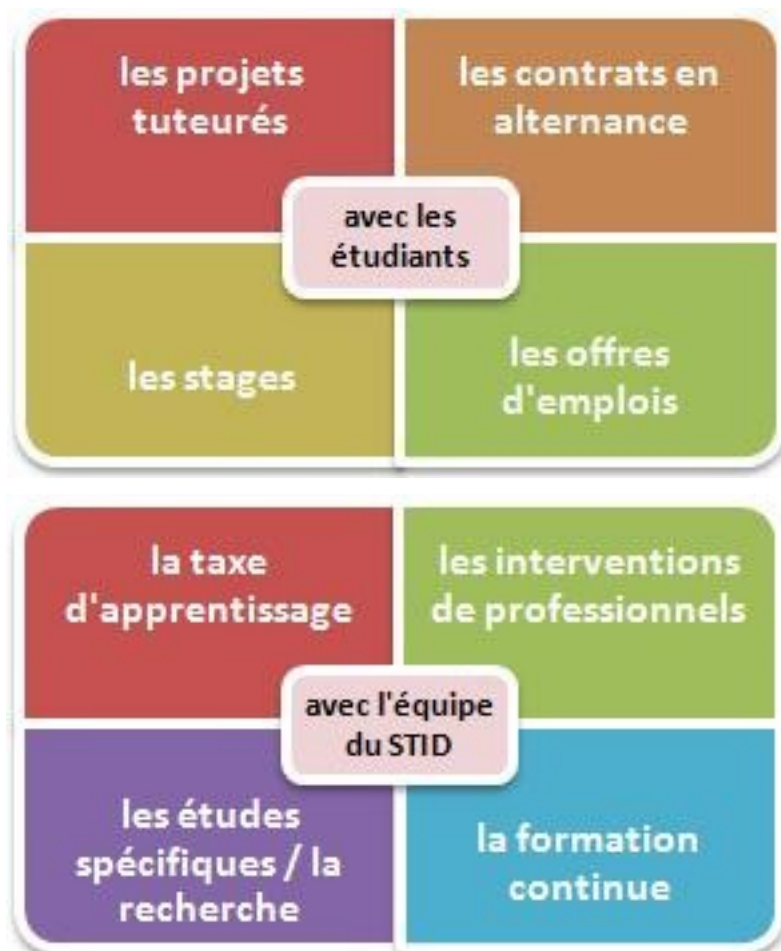 les projets
tuteurés
les contrats en
alternance
avec les
étudiants
les stages
les offres
d'emplois
la taxe
d'apprentissage
les interventions
de professionnels
avec l'équipe
du STID
les études
spécifiques / la
recherche
la formation
continue